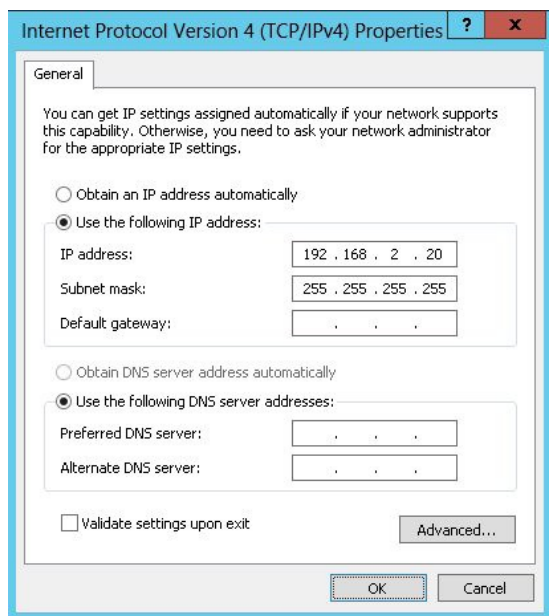 Internet Protocol Version 4 (TCP/IPv4) Properties ? x
General
You can get IP settings assigned automatically if your network supports
this capability. Otherwise, you need to ask your network administrator
for the appropriate IP settings.
Obtain an IP address automatically
Use the following IP address:
IP address: 192 . 168 . 2 . 20
Subnet mask: 255 . 255 . 255 . 255
Default gateway: . . .
Obtain DNS server address automatically
Use the following DNS server addresses:
Preferred DNS server: . . .
Alternate DNS server: . . .
Validate settings upon exit
Advanced...
OK Cancel